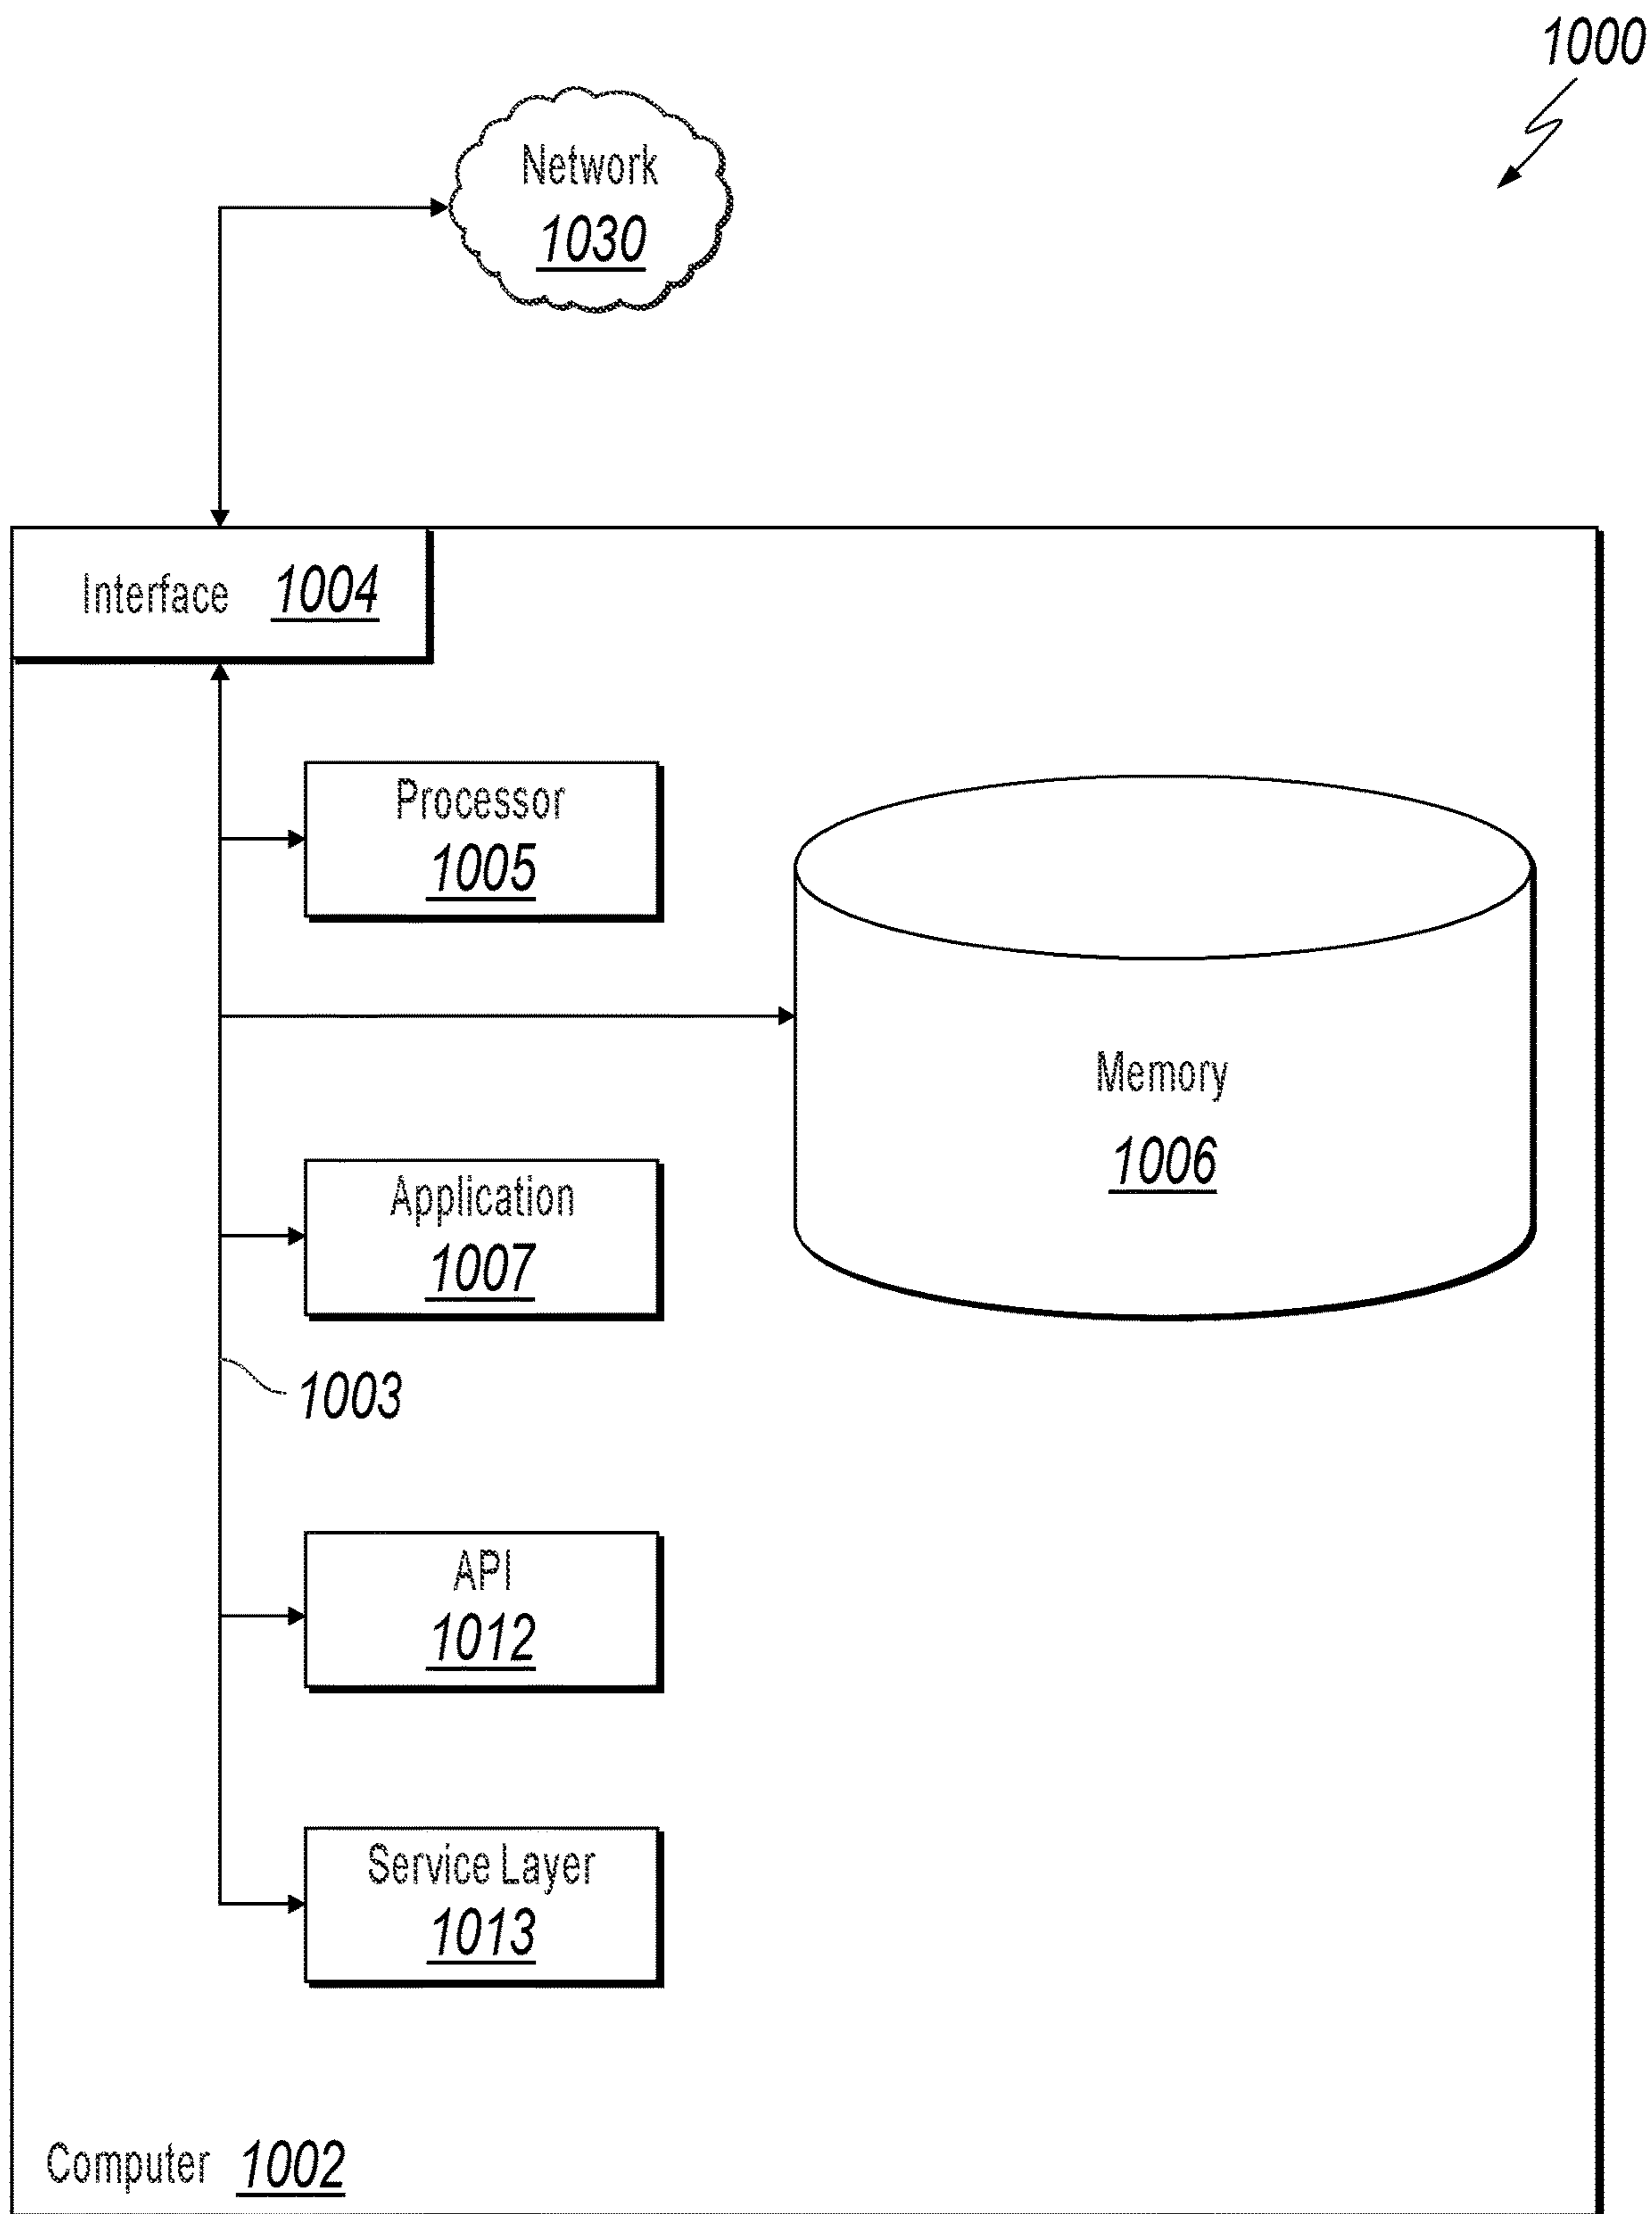 1000
Network
1030
Interface 1004
Processor
1005
Memory
1006
Application
1007
1003
API
1012
Service Layer
1013
Computer 1002